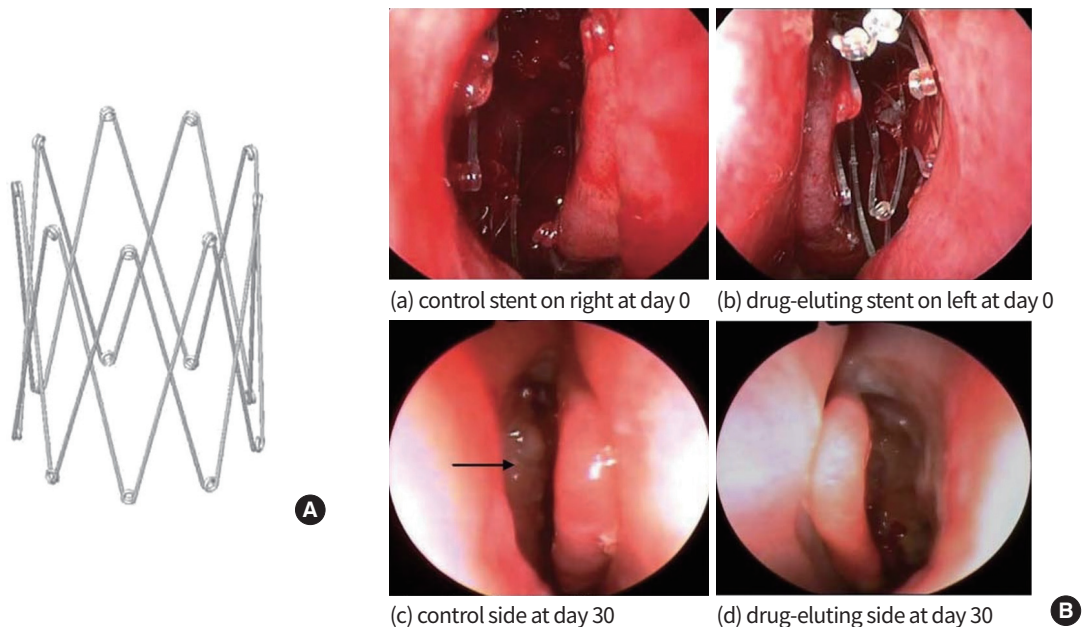 (a) control stent on right at day 0
(b) drug-eluting stent on left at day 0
A
(c) control side at day 30
(d) drug-eluting side at day 30
B